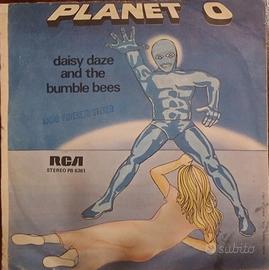 PLANET O
daisy daze
and the
bumble bees
RCA
STEREO PB 6361
subito